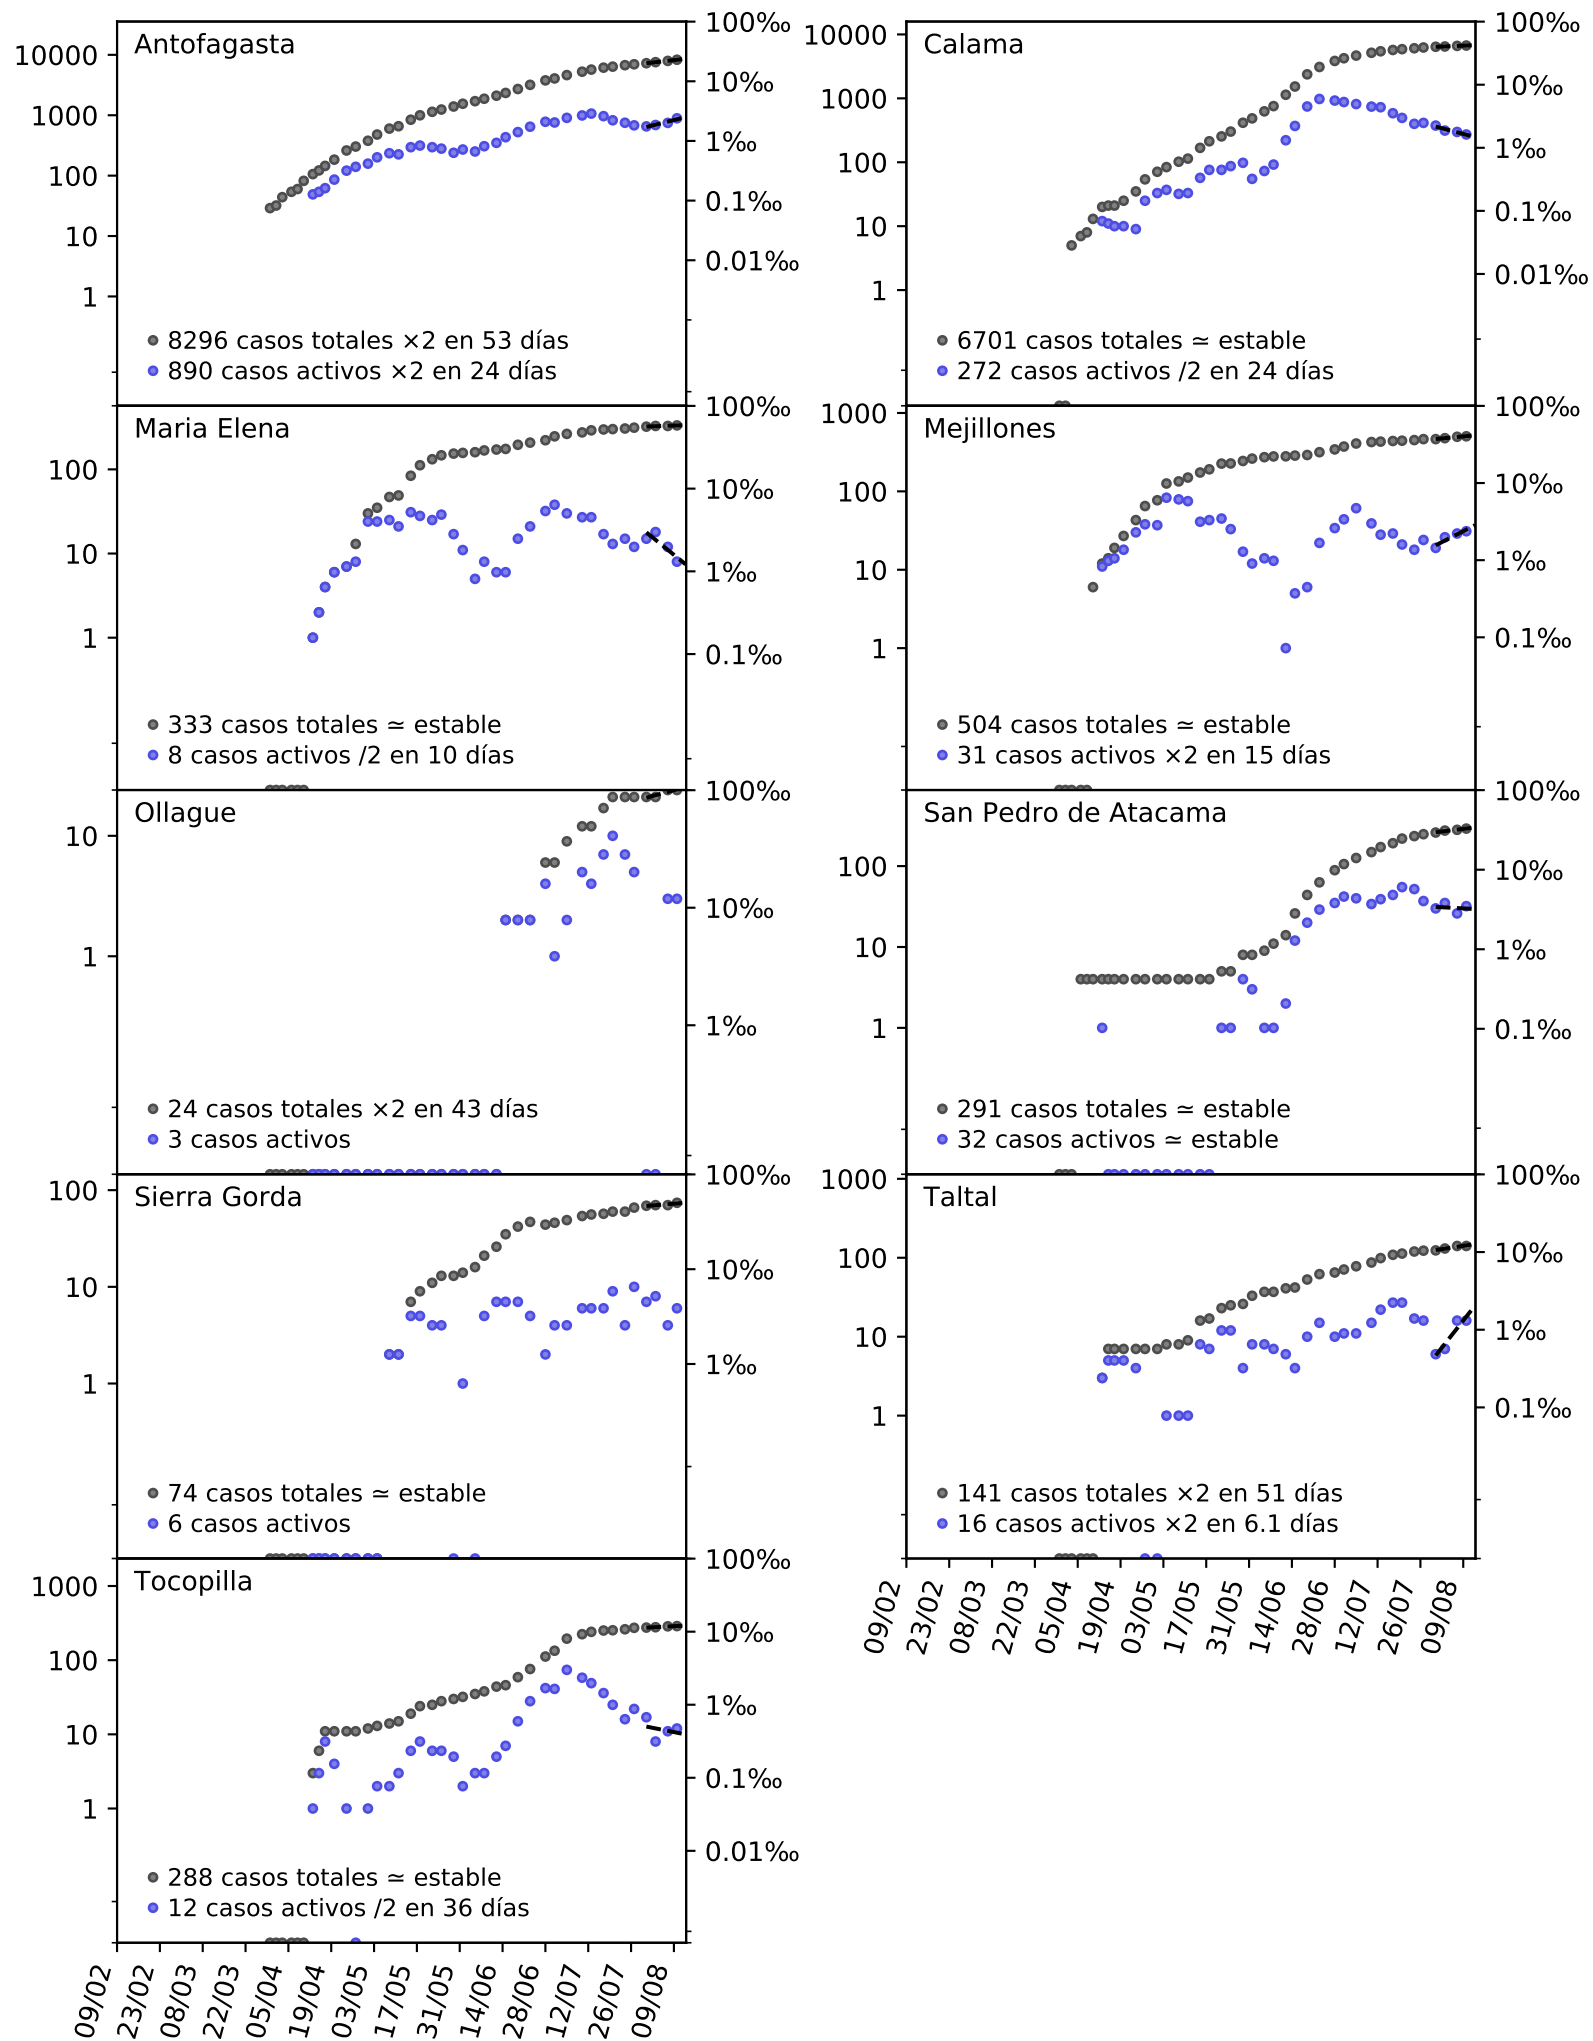 Antofagasta
10000
1000
100
10
1
100‰
10‰
1‰
0.1‰
0.01‰
8296 casos totales ×2 en 53 días
890 casos activos ×2 en 24 días
Calama
10000
1000
100
10
1
100‰
10‰
1‰
0.1‰
0.01‰
6701 casos totales ≃ estable
272 casos activos /2 en 24 días
Maria Elena
100
10
1
100‰
10‰
1‰
0.1‰
333 casos totales ≃ estable
8 casos activos /2 en 10 días
Mejillones
1000
100
10
1
100‰
10‰
1‰
0.1‰
504 casos totales ≃ estable
31 casos activos ×2 en 15 días
Ollague
10
1
100‰
10‰
1‰
24 casos totales ×2 en 43 días
3 casos activos
San Pedro de Atacama
100
10
1
100‰
10‰
1‰
0.1‰
291 casos totales ≃ estable
32 casos activos ≃ estable
Sierra Gorda
100
10
1
100‰
10‰
1‰
74 casos totales ≃ estable
6 casos activos
Taltal
1000
100
10
1
100‰
10‰
1‰
0.1‰
141 casos totales ×2 en 51 días
16 casos activos ×2 en 6.1 días
09/02 23/02 08/03 22/03 05/04 19/04 03/05 17/05 31/05 14/06 28/06 12/07 26/07 09/08
Tocopilla
1000
100
10
1
100‰
10‰
1‰
0.1‰
0.01‰
288 casos totales ≃ estable
12 casos activos /2 en 36 días
09/02 23/02 08/03 22/03 05/04 19/04 03/05 17/05 31/05 14/06 28/06 12/07 26/07 09/08